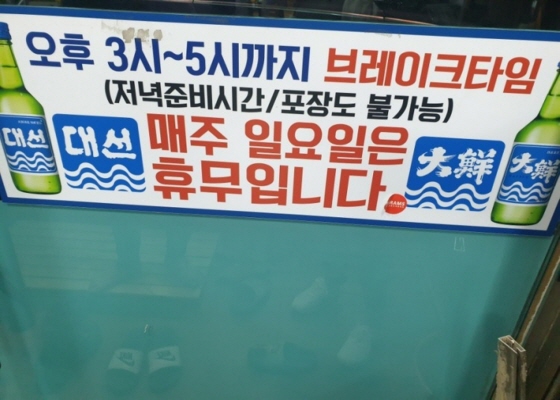 오후 3시~5시까지 브레이크타임
(저녁준비시간/포장도 불가능)
대선 대선 매주 일요일은 大鮮 大鮮
휴무입니다.